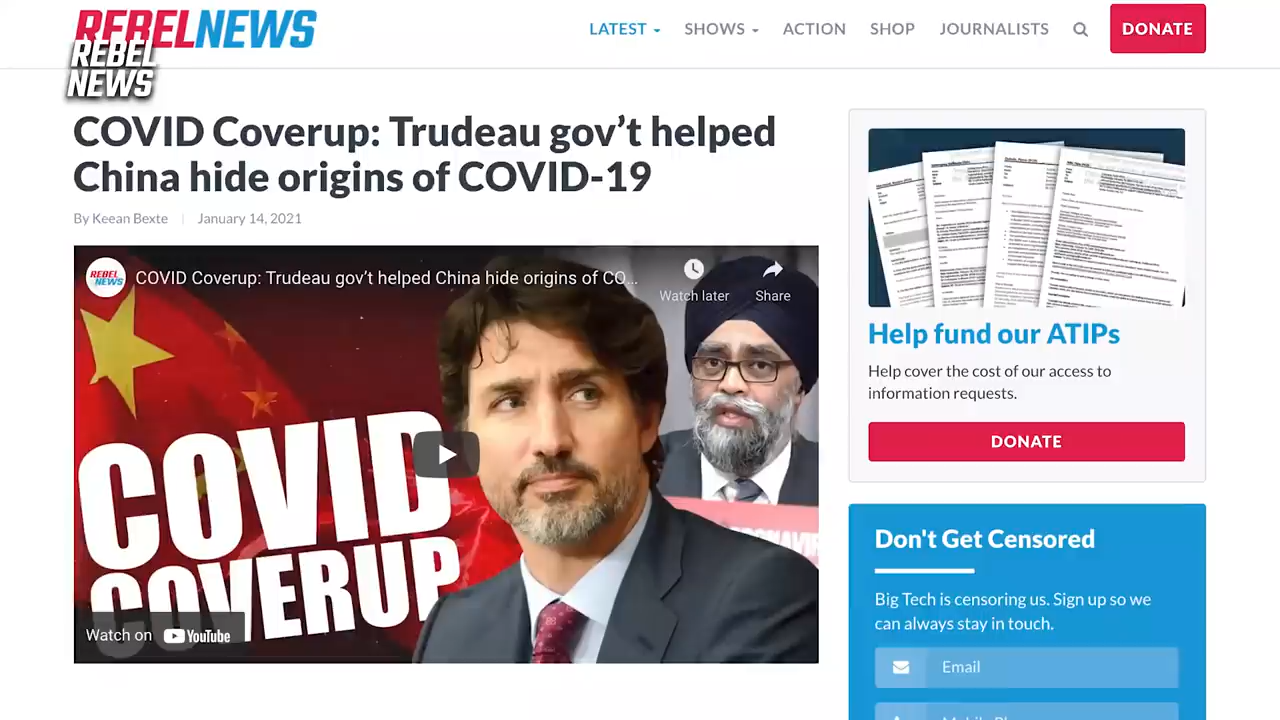 REBELNEWS
REBEL
NEWS
LATEST SHOWS ACTION SHOP JOURNALISTS DONATE
COVID Coverup: Trudeau gov’t helped
China hide origins of COVID-19
By Keean Bexte January 14, 2021
REBEL
NEWS
COVID Coverup: Trudeau gov’t helped China hide origins of CO...
Watch later Share
COVID
COVERUP
Watch on YouTube
Help fund our ATIPs
Help cover the cost of our access to
information requests.
DONATE
Don't Get Censored
Big Tech is censoring us. Sign up so we
can always stay in touch.
Email